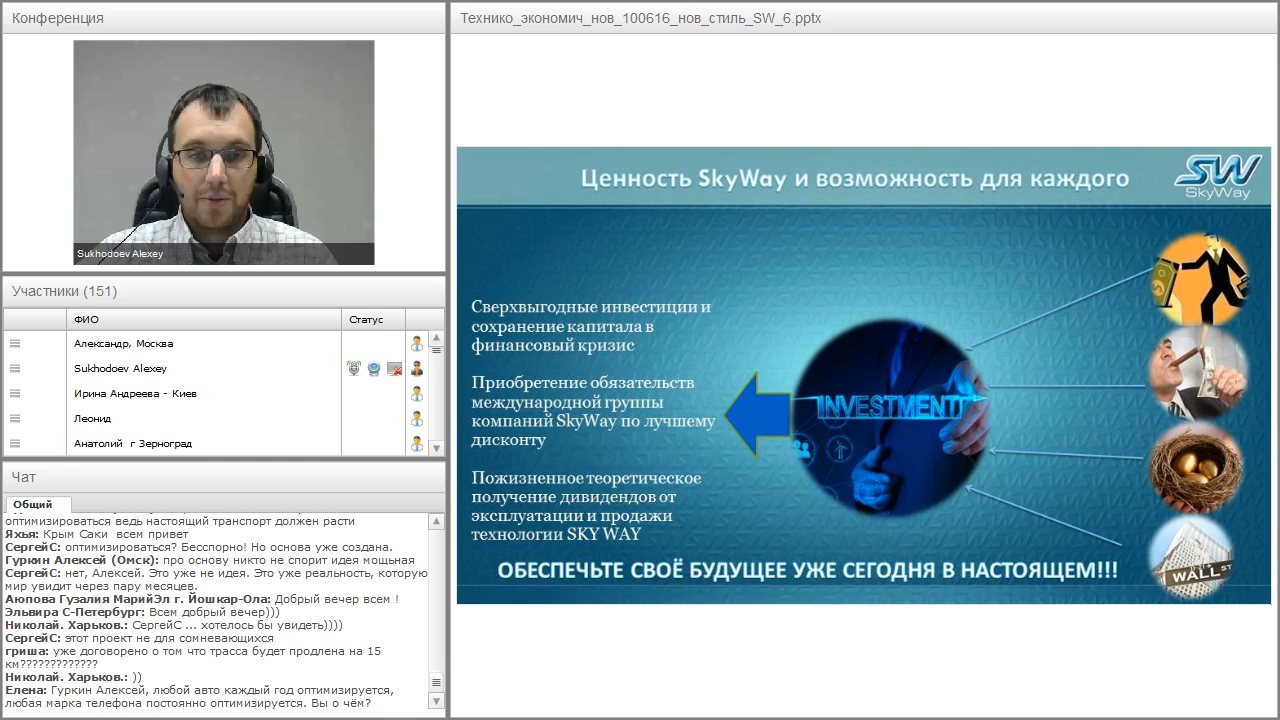 Конференция
Sukhodoev Alexey
Участники (151)
ФИО
Статус
Александр, Москва
Sukhodoev Alexey
Ирина Андреева - Киев
Леонид
Анатолий г Зерноград
Чат
Общий
оптимизироваться ведь настоящий транспорт должен расти
Яхья: Крым Саки всем привет
СергейС: оптимизироваться? Бесспорно! Но основа уже создана.
Гуркин Алексей (Омск): про основу никто не спорит идея мощьная
СергейС: нет, Алексей. Это уже не идея. Это уже реальность, которую
мир увидит через пару месяцев.
Аюпова Гузалия МарийЭл г. Йошкар-Ола: Добрый вечер всем !
Эльвира С-Петербург: Всем добрый вечер)))
Николай. Харьков.: СергейС ... хотелось бы увидеть))))
СергейС: этот проект не для сомневающихся
гриша: уже договорено о том что трасса будет продлена на 15
км?????????????
Николай. Харьков.: ))
Елена: Гуркин Алексей, любой авто каждый год оптимизируется,
любая марка телефона постоянно оптимизируется. Вы о чём?
Технико_экономич_нов_100616_нов_стиль_SW_6.pptx
Ценность SkyWay и возможность для каждого
SW
SkyWay
Сверхвыгодные инвестиции и
сохранение капитала в
финансовый кризис
Приобретение обязательств
международной группы
компаний SkyWay по лучшему
дисконту
Пожизненное теоретическое
получение дивидендов от
эксплуатации и продажи
технологии SKY WAY
INVESTMENT
WALL ST
ОБЕСПЕЧЬТЕ СВОЁ БУДУЩЕЕ УЖЕ СЕГОДНЯ В НАСТОЯЩЕМ!!!